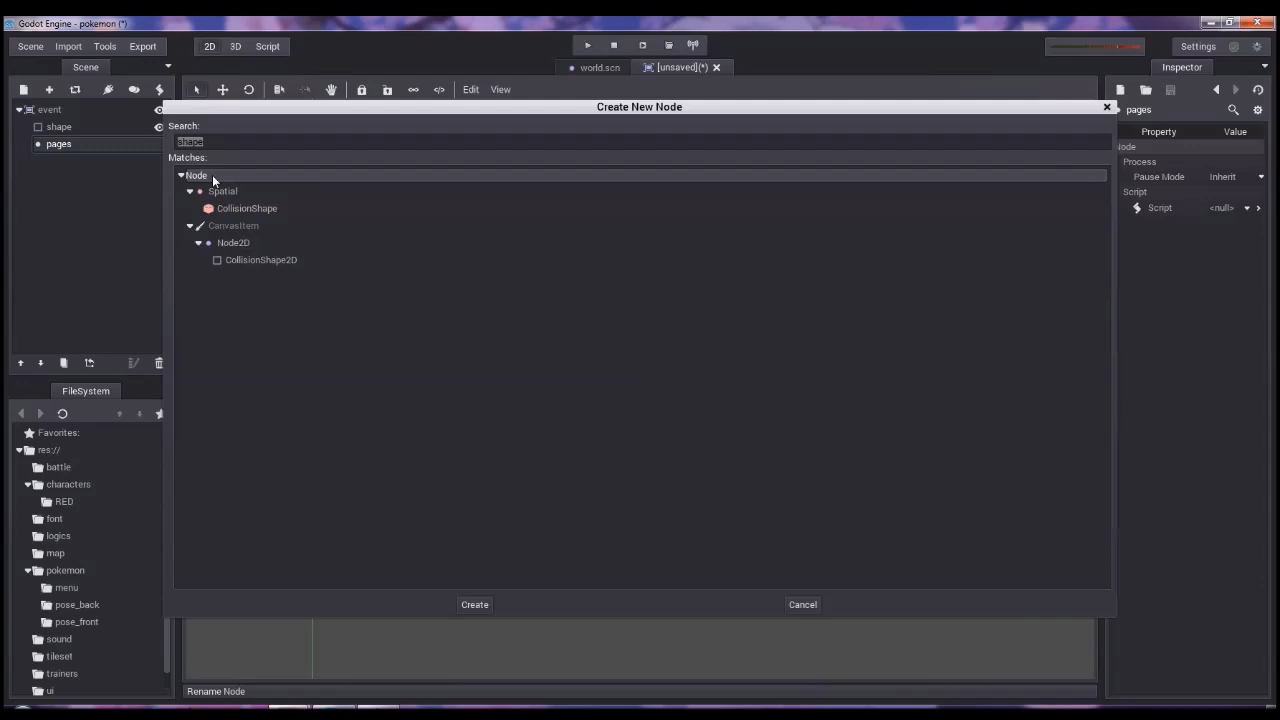 Godot Engine - pokemon (*)
Scene Import Tools Export 2D 3D Script Settings
Scene world.scn [unsaved](*) Inspector
Edit View
event
shape
pages
Create New Node
Search:
shape
Matches:
Node
Spatial
CollisionShape
CanvasItem
Node2D
CollisionShape2D
Create Cancel
pages
Property Value
Process
Pause Mode Inherit
Script
Script <null>
FileSystem
Favorites:
res://
battle
characters
RED
font
logics
map
pokemon
menu
pose_back
pose_front
sound
tileset
trainers
ui
Rename Node